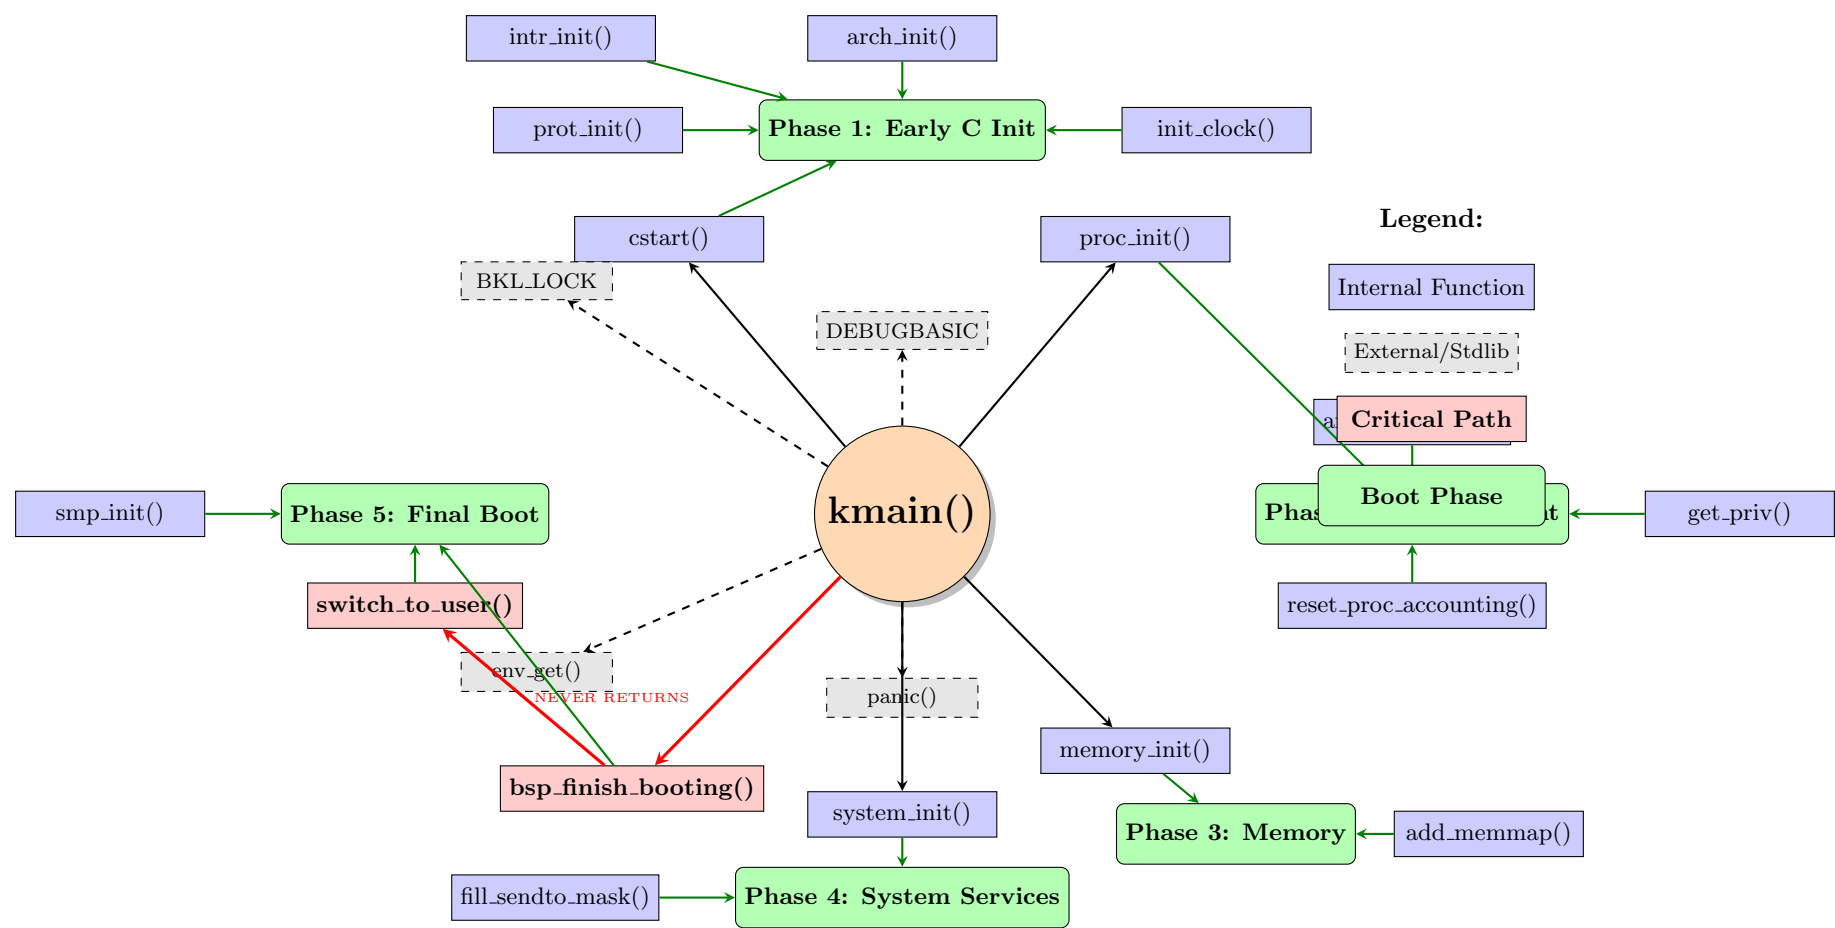 intr_init()
arch_init()
Phase 1: Early C Init
prot_init()
init_clock()
cstart()
proc_init()
Legend:
BKL_LOCK
Internal Function
DEBUGBASIC
External/Stdlib
Critical Path
kmain()
Boot Phase
smp_init()
Phase 5: Final Boot
get_priv()
switch_to_user()
reset_proc_accounting()
env_get()
NEVER RETURNS
panic()
memory_init()
bsp_finish_booting()
system_init()
Phase 3: Memory
add_memmap()
fill_sendto_mask()
Phase 4: System Services